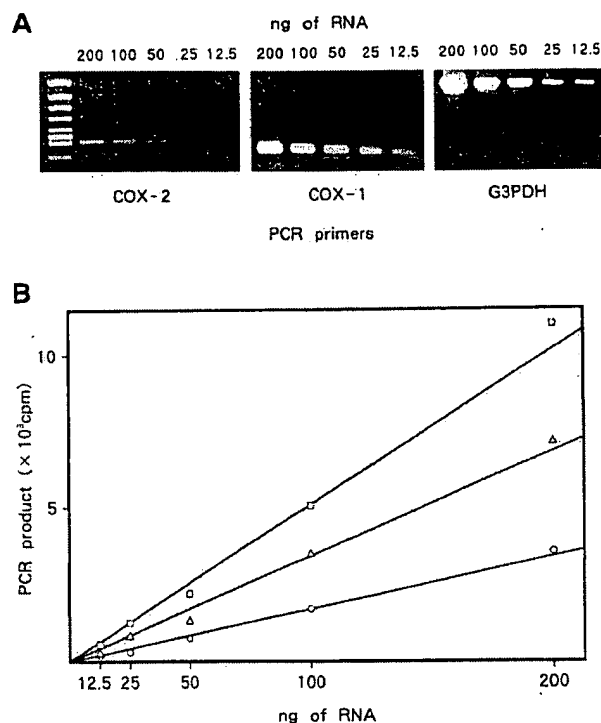 A
ng of RNA
200 100 50 25 12.5 200 100 50 25 12.5 200 100 50 25 12.5
COX-2 COX-1 G3PDH
PCR primers
B
PCR product (×10³cpm)
10
5
12.5 25 50 100 200
ng of RNA